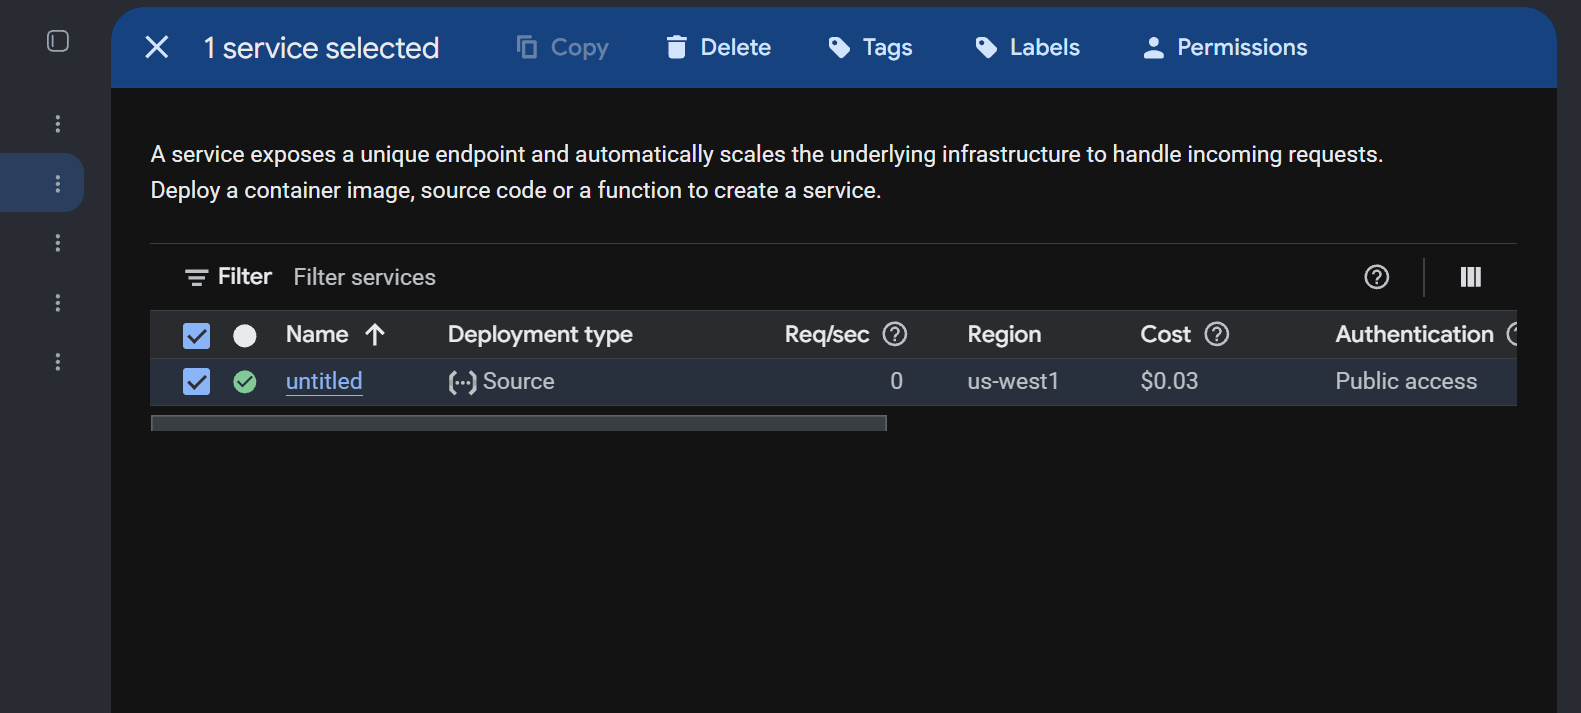 1 service selected Copy Delete Tags Labels Permissions
A service exposes a unique endpoint and automatically scales the underlying infrastructure to handle incoming requests.
Deploy a container image, source code or a function to create a service.
Filter Filter services
Name Deployment type Req/sec Region Cost Authentication
untitled Source 0 us-west1 $0.03 Public access